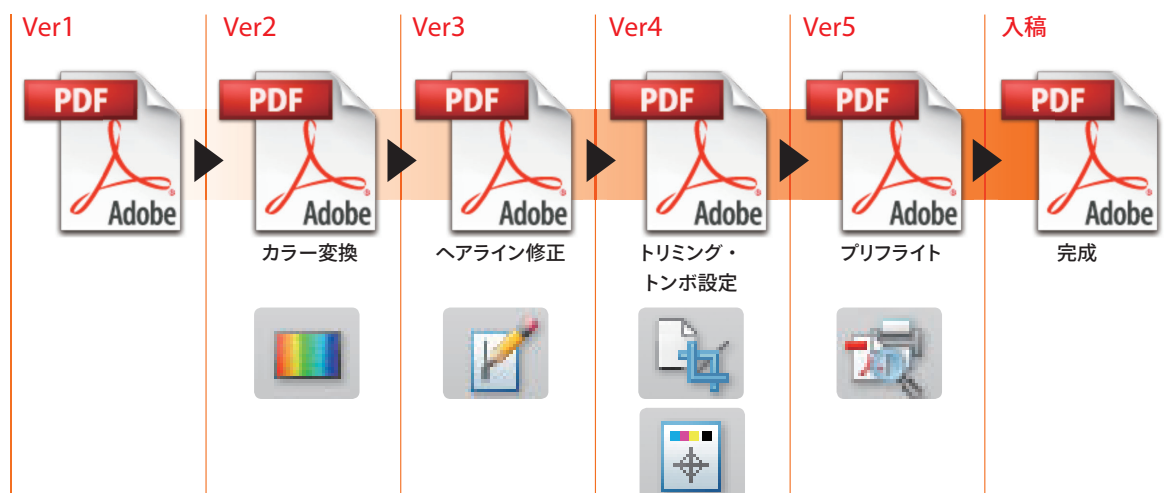 Ver1
Ver2
Ver3
Ver4
Ver5
入稿
PDF
PDF
PDF
PDF
PDF
PDF
Adobe
Adobe
Adobe
Adobe
Adobe
Adobe
カラー変換
ヘアライン修正
トリミング・
トンボ設定
プリフライト
完成